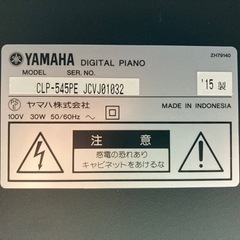 ZH79140
YAMAHA DIGITAL PIANO
MODEL SER. NO.
CLP-545PE JCVJ01032 '15 製
ヤマハ株式会社 MADE IN INDONESIA
100V 30W 50/60Hz
注意
感電の恐れあり
キャビネットをあけるな